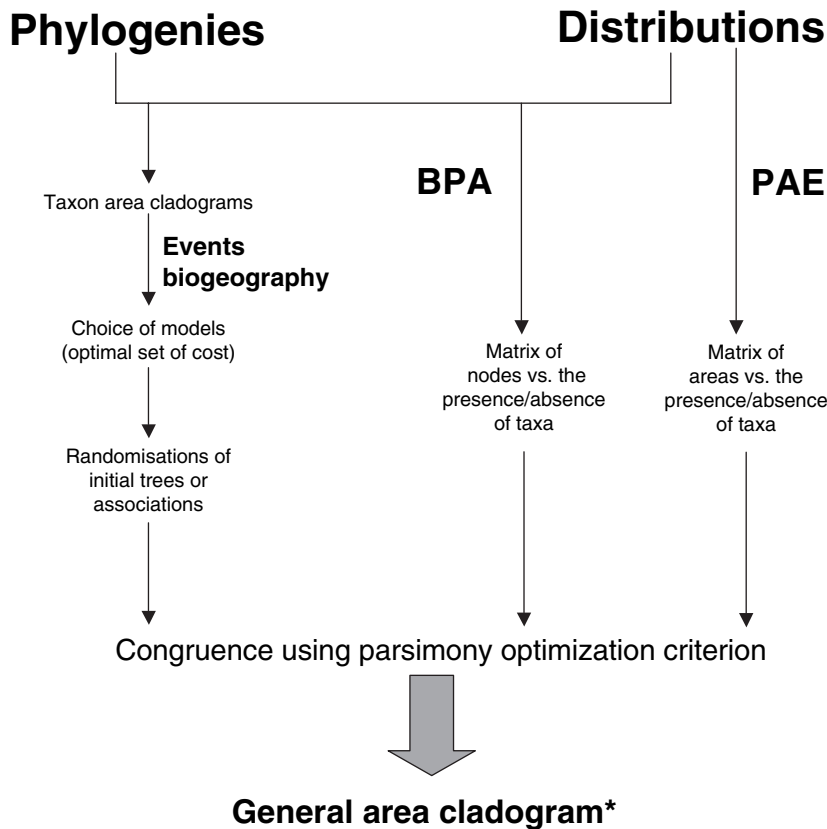 Phylogenies
Distributions
BPA
PAE
Taxon area cladograms
Events
biogeography
Choice of models
(optimal set of cost)
Matrix of
nodes vs. the
presence/absence
of taxa
Matrix of
areas vs. the
presence/absence
of taxa
Randomisations of
initial trees or
associations
Congruence using parsimony optimization criterion
General area cladogram*